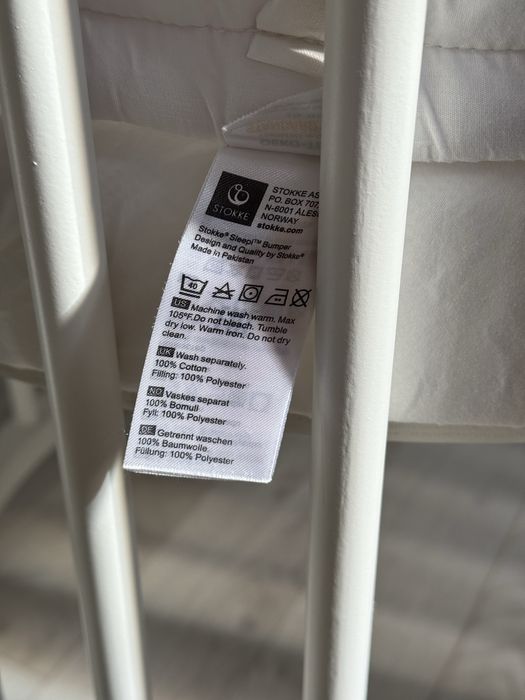 STOKKE
STOKKE AS
PO. BOX 707,
N-6001 ÅLES
NORWAY
stokke.com
Stokke® Sleepi™ Bumper
Design and Quality by Stokke®
Made in Pakistan
40
US Machine wash warm. Max
105ºF.Do not bleach. Tumble
dry low. Warm iron. Do not dry
clean.
UK Wash separately.
100% Cotton
Filling: 100% Polyester
NO Vaskes separat
100% Bomull
Fyll: 100% Polyester
DE Getrennt waschen
100% Baumwolle
Füllung: 100% Polyester